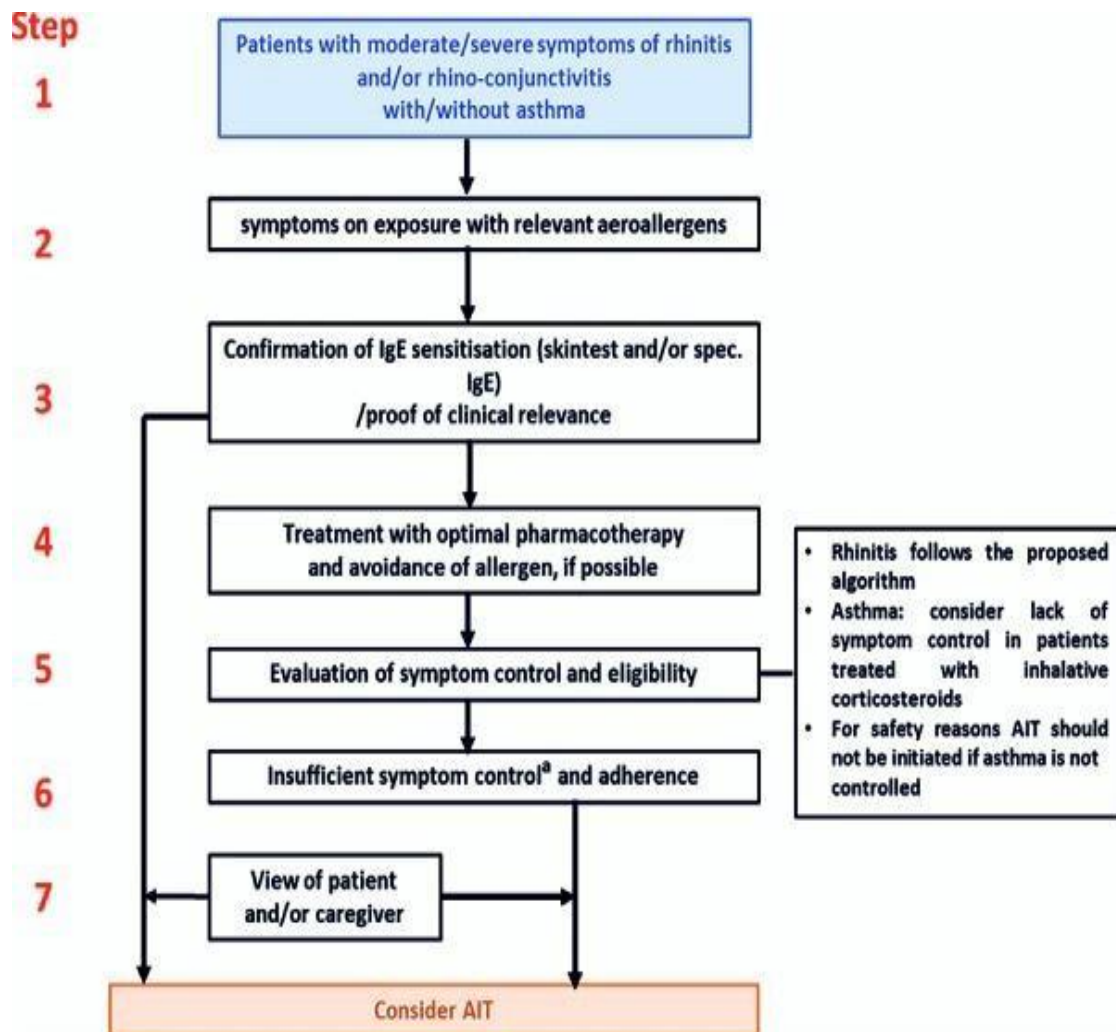 Step
1
Patients with moderate/severe symptoms of rhinitis
and/or rhino-conjunctivitis
with/without asthma
2
symptoms on exposure with relevant aeroallergens
3
Confirmation of IgE sensitisation (skintest and/or spec.
IgE)
/proof of clinical relevance
4
Treatment with optimal pharmacotherapy
and avoidance of allergen, if possible
5
Evaluation of symptom control and eligibility
• Rhinitis follows the proposed
algorithm
• Asthma: consider lack of
symptom control in patients
treated with inhalative
corticosteroids
• For safety reasons AIT should
not be initiated if asthma is not
controlled
6
Insufficient symptom controlᵃ and adherence
7
View of patient
and/or caregiver
Consider AIT